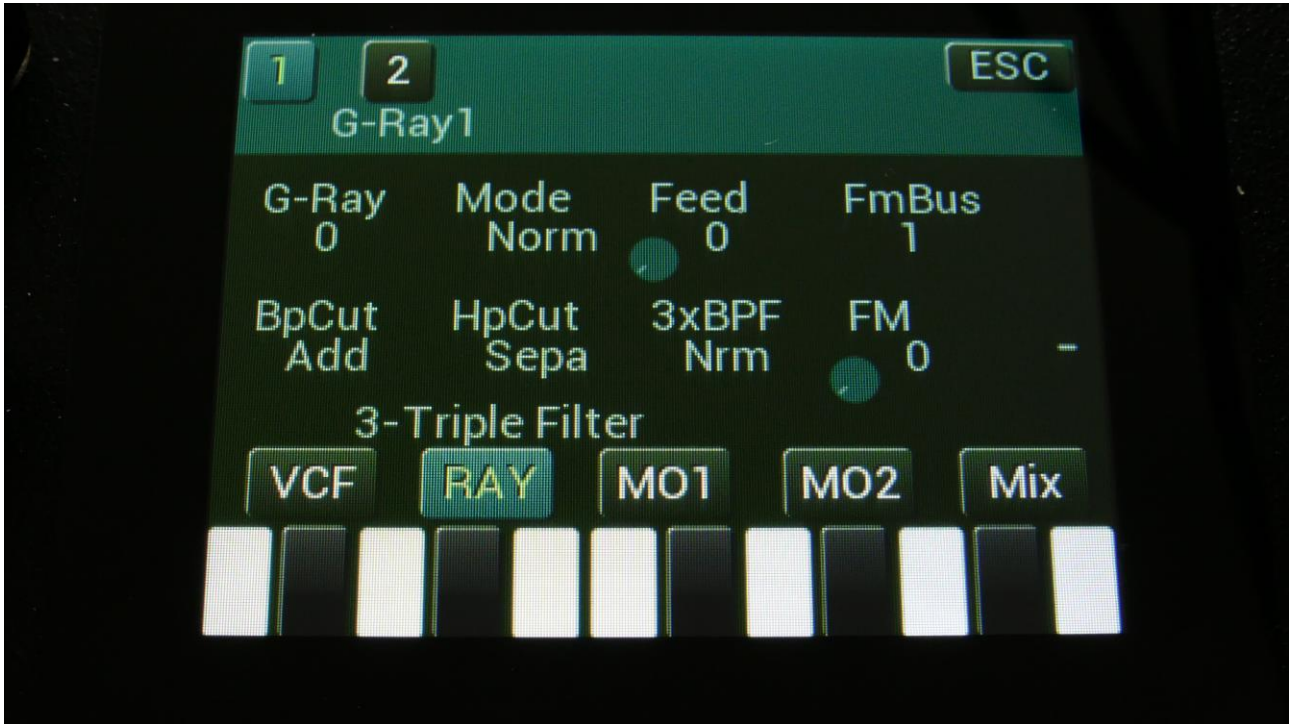 1 2 ESC
G-Ray1
G-Ray Mode Feed FmBus
0 Norm 0 1
BpCut HpCut 3xBPF FM
Add Sepa Nrm 0 -
3-Triple Filter
VCF RAY MO1 MO2 Mix